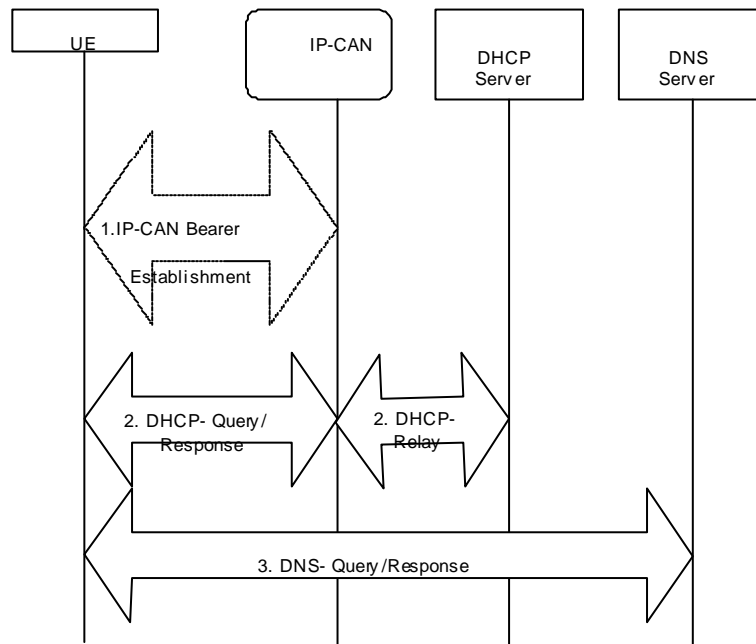 UE
IP-CAN
DHCP
Server
DNS
Server
1.IP-CAN Bearer
Establishment
2. DHCP- Query/
Response
2. DHCP-
Relay
3. DNS- Query/Response